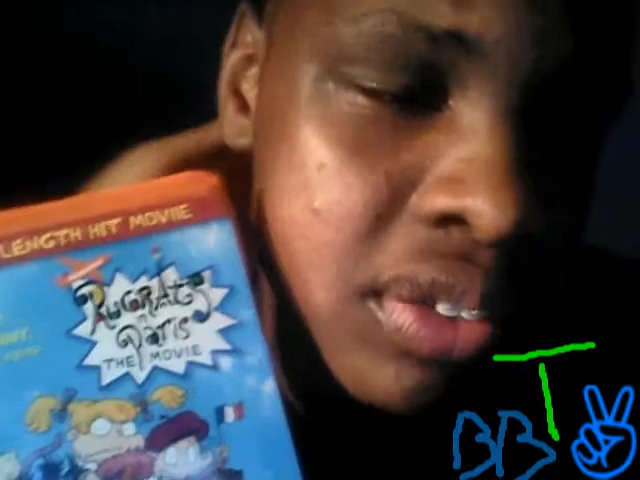 LENGTH HIT MOVIE
RUGRATS
in
PARIS
THE MOVIE
T
BB